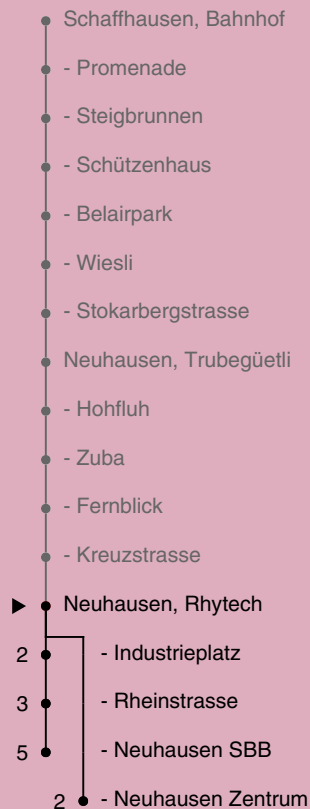 Schaffhausen, Bahnhof
- Promenade
- Steigbrunnen
- Schützenhaus
- Belairpark
- Wiesli
- Stokarbergstrasse
Neuhausen, Trubegüetli
- Hohfluh
- Zuba
- Fernblick
- Kreuzstrasse
Neuhausen, Rhytech
2 - Industrieplatz
3 - Rheinstrasse
5 - Neuhausen SBB
2 - Neuhausen Zentrum